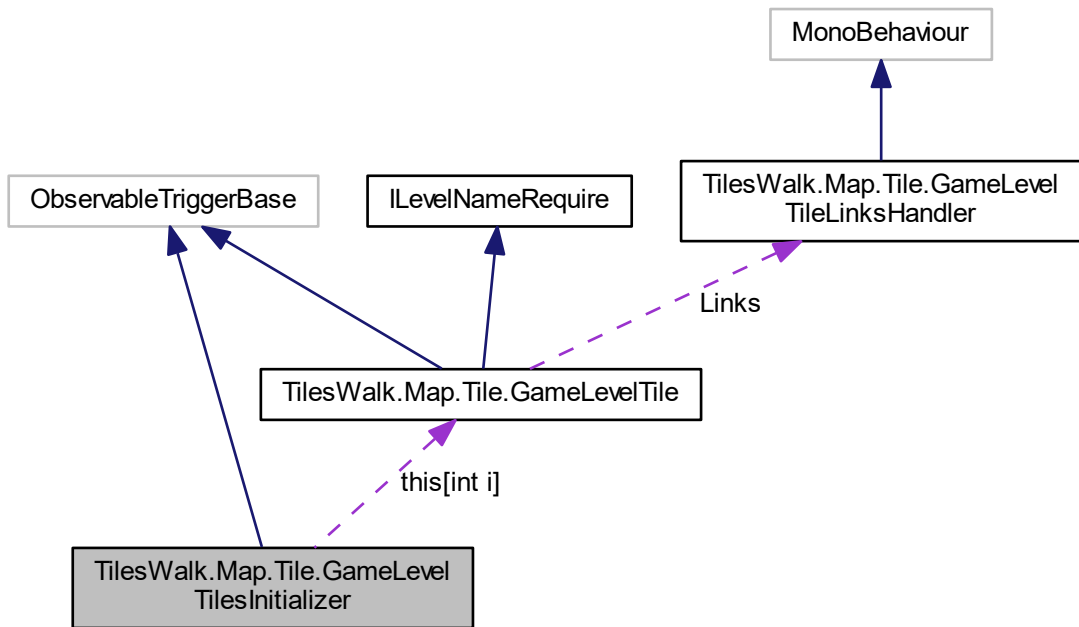 MonoBehaviour
ObservableTriggerBase
ILevelNameRequire
TilesWalk.Map.Tile.GameLevel
TileLinksHandler
Links
TilesWalk.Map.Tile.GameLevelTile
this[int i]
TilesWalk.Map.Tile.GameLevel
TilesInitializer